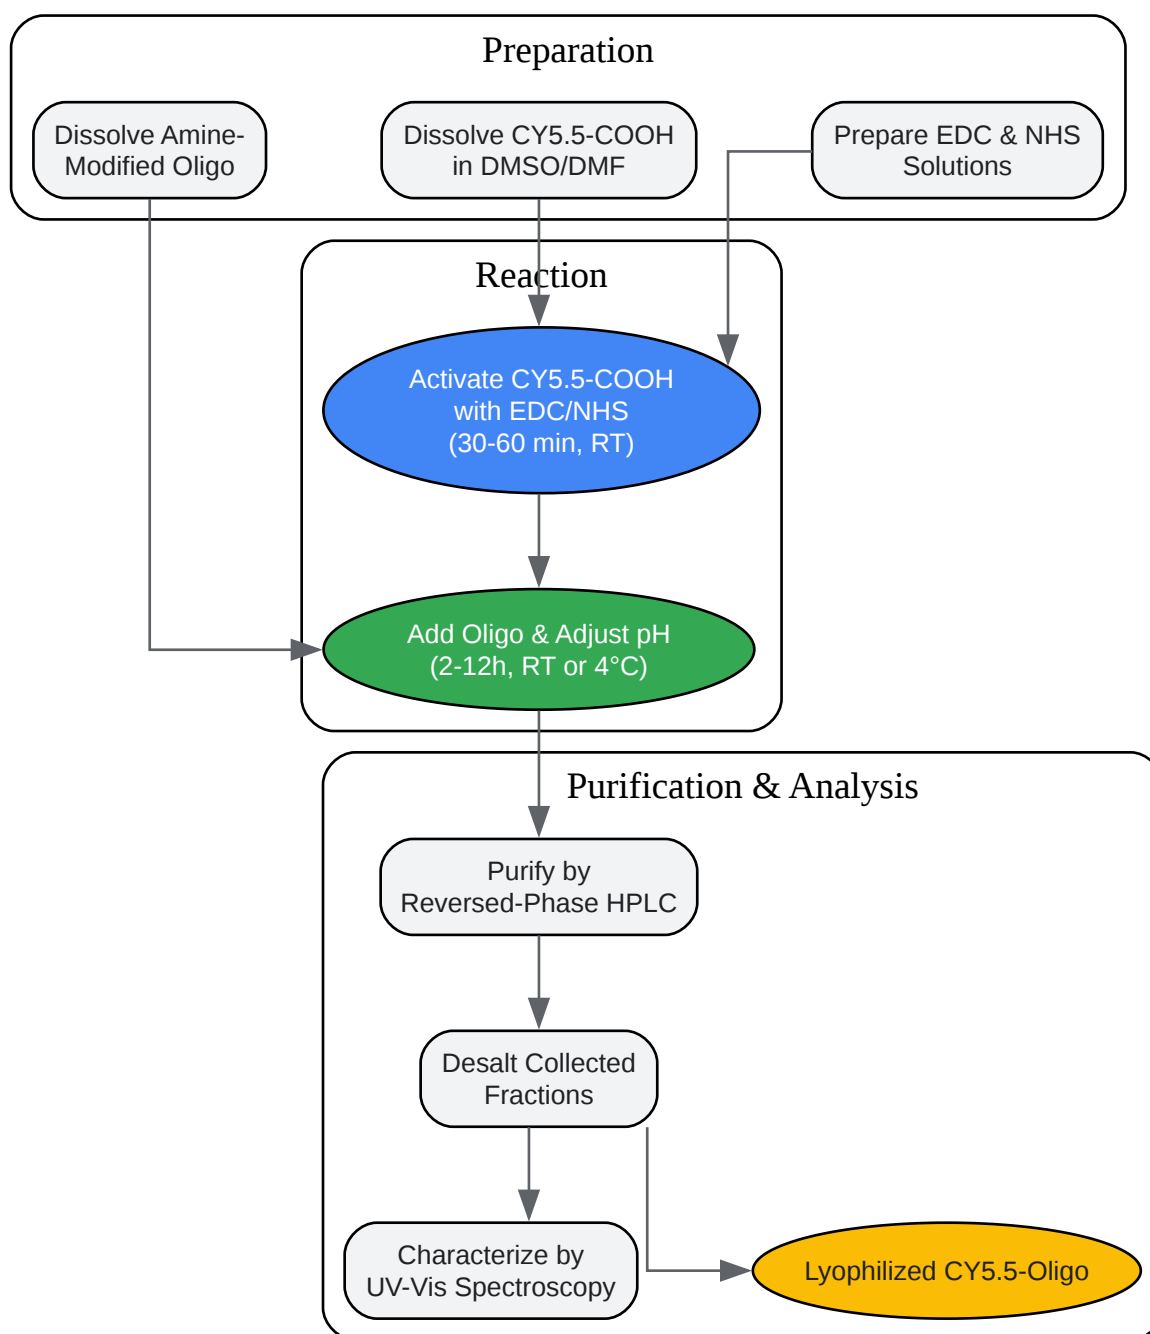 Preparation
Dissolve Amine-
Modified Oligo
Dissolve CY5.5-COOH
in DMSO/DMF
Prepare EDC & NHS
Solutions
Reaction
Activate CY5.5-COOH
with EDC/NHS
(30-60 min, RT)
Add Oligo & Adjust pH
(2-12h, RT or 4°C)
Purification & Analysis
Purify by
Reversed-Phase HPLC
Desalt Collected
Fractions
Characterize by
UV-Vis Spectroscopy
Lyophilized CY5.5-Oligo